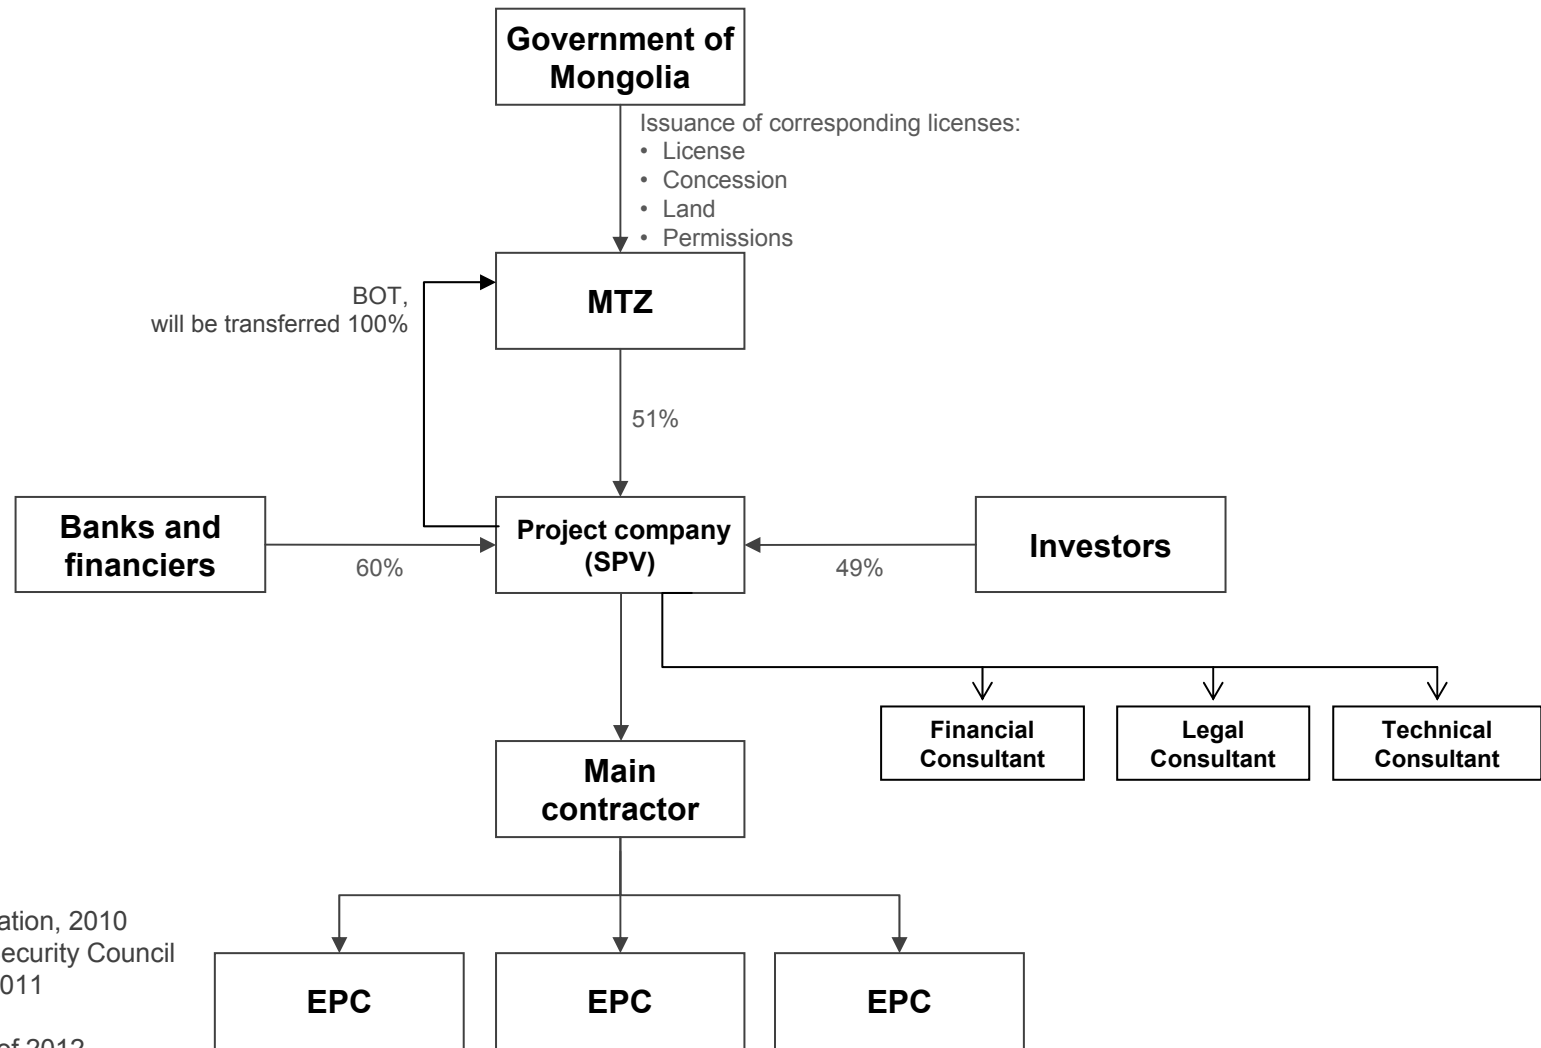 Government of
Mongolia
Issuance of corresponding licenses:
• License
• Concession
• Land
• Permissions
BOT,
will be transferred 100%
MTZ
51%
Banks and
financiers
60%
Project company
(SPV)
49%
Investors
Financial
Consultant
Legal
Consultant
Technical
Consultant
Main
contractor
ation, 2010
ecurity Council
011
of 2012
EPC
EPC
EPC